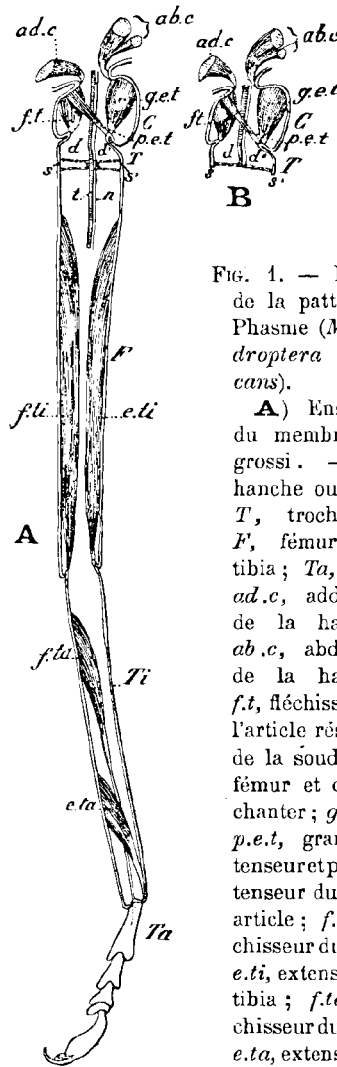 ad.c
ab.c
g.e.t
f.t
C
p.e.t
d
d'
T
s
s'
t
n
F
f.ti
e.ti
A
f.ta
Ti
e.ta
Ta
ad.c
ab.c
g.e.t
ft
C
p.e.t
d
d'
T
s
s'
B
FIG. 1. —
de la patt
Phasme (M
droptera
cans).
A) Ens
du membr
grossi. —
hanche ou
T, troch
F, fémur
tibia ; Ta,
ad.c, add
de la ha
ab.c, abd
de la ha
f.t, fléchiss
l'article rés
de la soud
fémur et d
chanter ; g
p.e.t, gran
tenseur et p
tenseur du
article ; f.
chisseur du
e.ti, extens
tibia ; f.ta
chisseur du
e.ta, extens